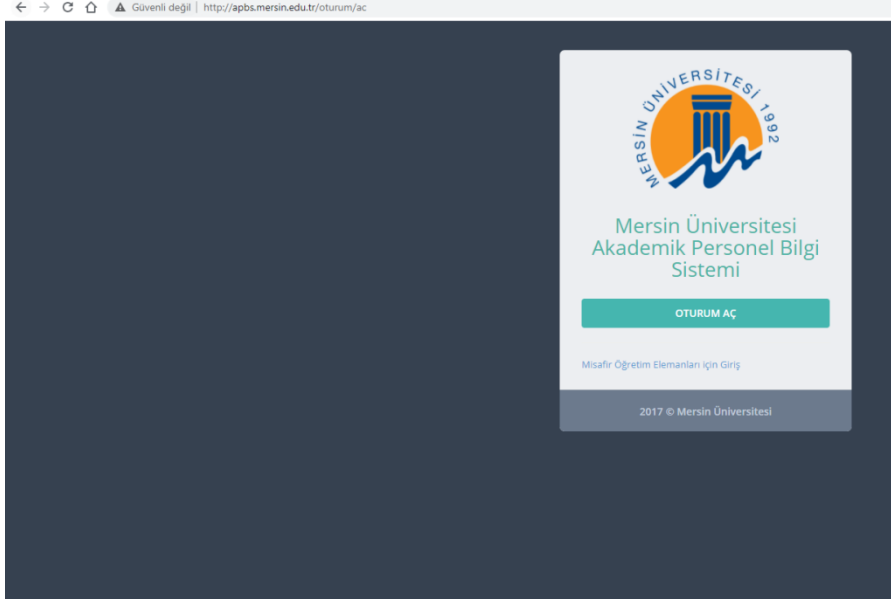 Güvenli değil | http://apbs.mersin.edu.tr/oturum/ac
MERSİN ÜNİVERSİTESİ 1992
Mersin Üniversitesi
Akademik Personel Bilgi
Sistemi
OTURUM AÇ
Misafir Öğretim Elemanları için Giriş
2017 © Mersin Üniversitesi